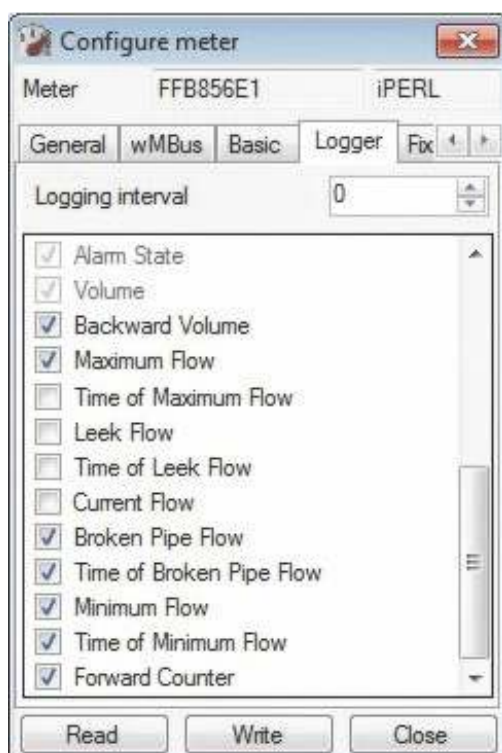 Configure meter
Meter FFB856E1 iPERL
General wMBus Basic Logger Fix
Logging interval 0
Alarm State
Volume
Backward Volume
Maximum Flow
Time of Maximum Flow
Leek Flow
Time of Leek Flow
Current Flow
Broken Pipe Flow
Time of Broken Pipe Flow
Minimum Flow
Time of Minimum Flow
Forward Counter
Read Write Close